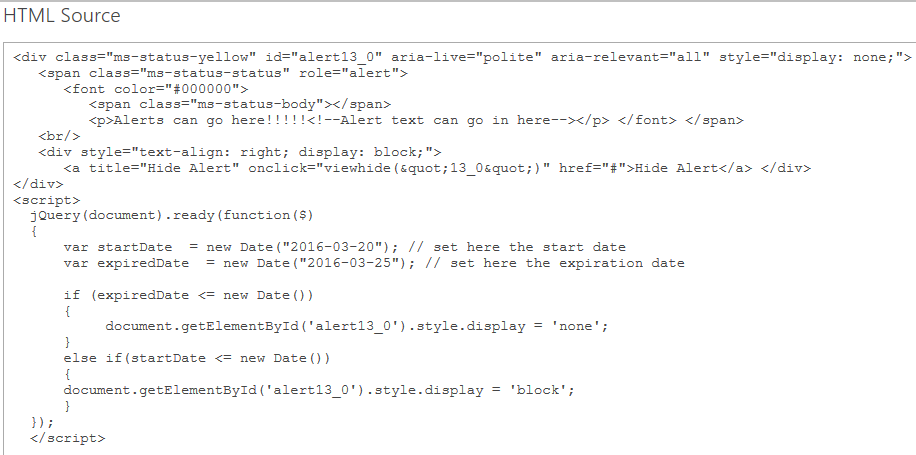 HTML Source
<div class="ms-status-yellow" id="alert13_0" aria-live="polite" aria-relevant="all" style="display: none;">
<span class="ms-status-status" role="alert">
<font color="#000000">
<span class="ms-status-body"></span>
<p>Alerts can go here!!!!!<!--Alert text can go in here--></p> </font> </span>
<br/>
<div style="text-align: right; display: block;">
<a title="Hide Alert" onclick="viewhide(&quot;13_0&quot;)" href="#">Hide Alert</a> </div>
</div>
<script>
jQuery(document).ready(function($)
{
var startDate  = new Date("2016-03-20"); // set here the start date
var expiredDate  = new Date("2016-03-25"); // set here the expiration date
if (expiredDate <= new Date())
{
document.getElementById('alert13_0').style.display = 'none';
}
else if(startDate <= new Date())
{
document.getElementById('alert13_0').style.display = 'block';
}
});
</script>